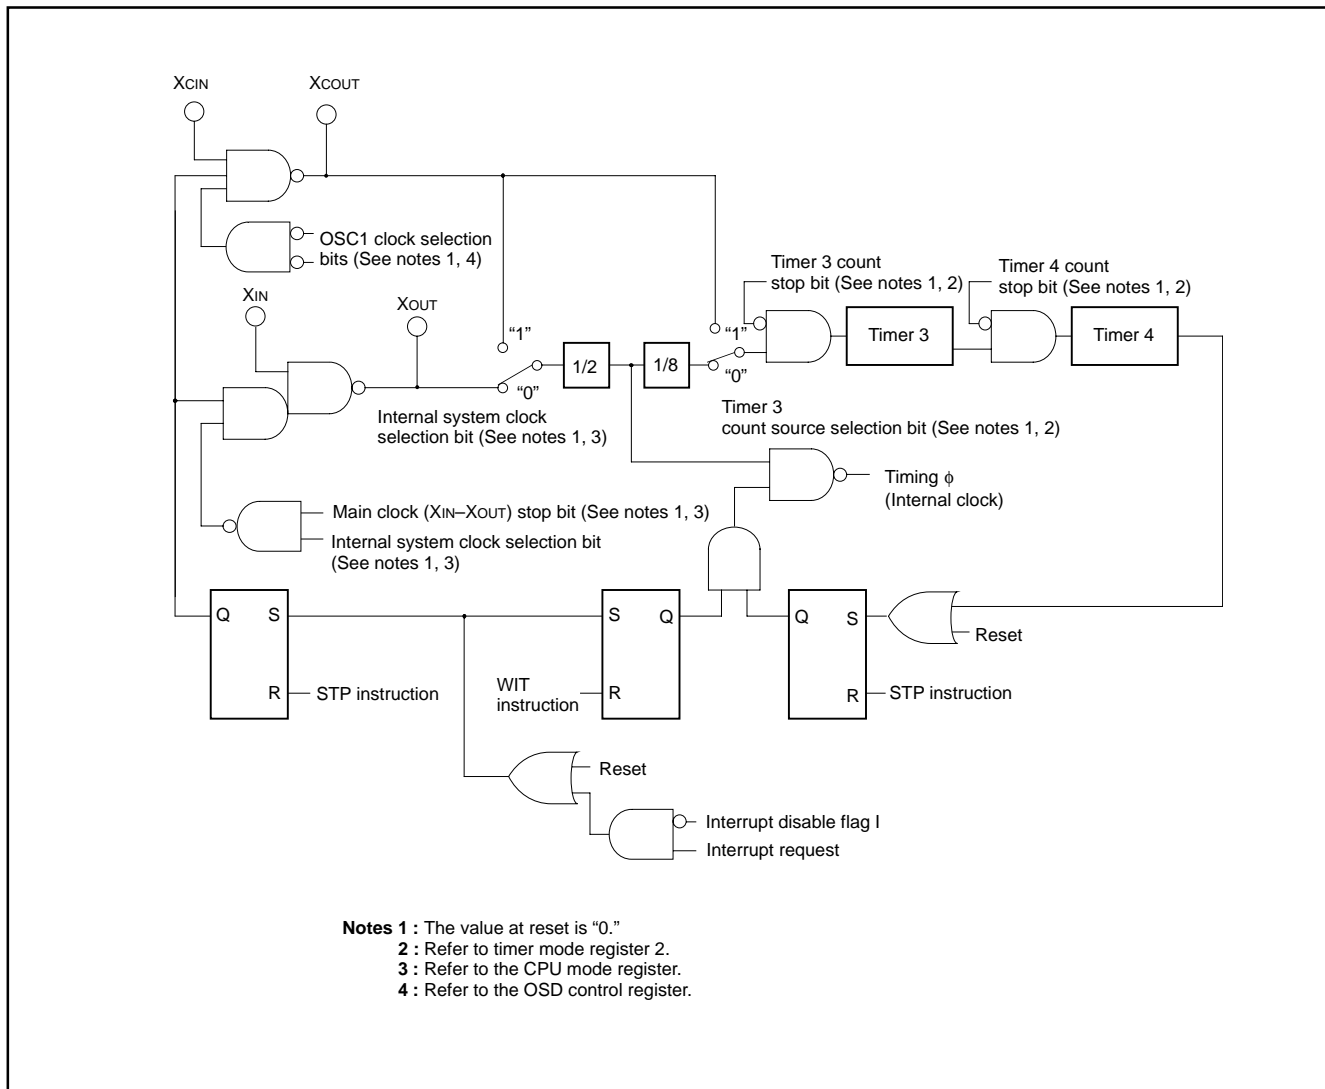 XCIN
XCOUT
OSC1 clock selection
bits (See notes 1, 4)
XIN
XOUT
“1”
“0”
Internal system clock
selection bit (See notes 1, 3)
1/2
1/8
“1”
“0”
Timer 3 count
stop bit (See notes 1, 2)
Timer 3
Timer 4 count
stop bit (See notes 1, 2)
Timer 4
Timer 3
count source selection bit (See notes 1, 2)
Timing ϕ
(Internal clock)
Main clock (XIN–XOUT) stop bit (See notes 1, 3)
Internal system clock selection bit
(See notes 1, 3)
Q
S
R
STP instruction
S
Q
R
WIT
instruction
Q
S
R
Reset
STP instruction
Reset
Interrupt disable flag I
Interrupt request
Notes 1 : The value at reset is “0.”
2 : Refer to timer mode register 2.
3 : Refer to the CPU mode register.
4 : Refer to the OSD control register.